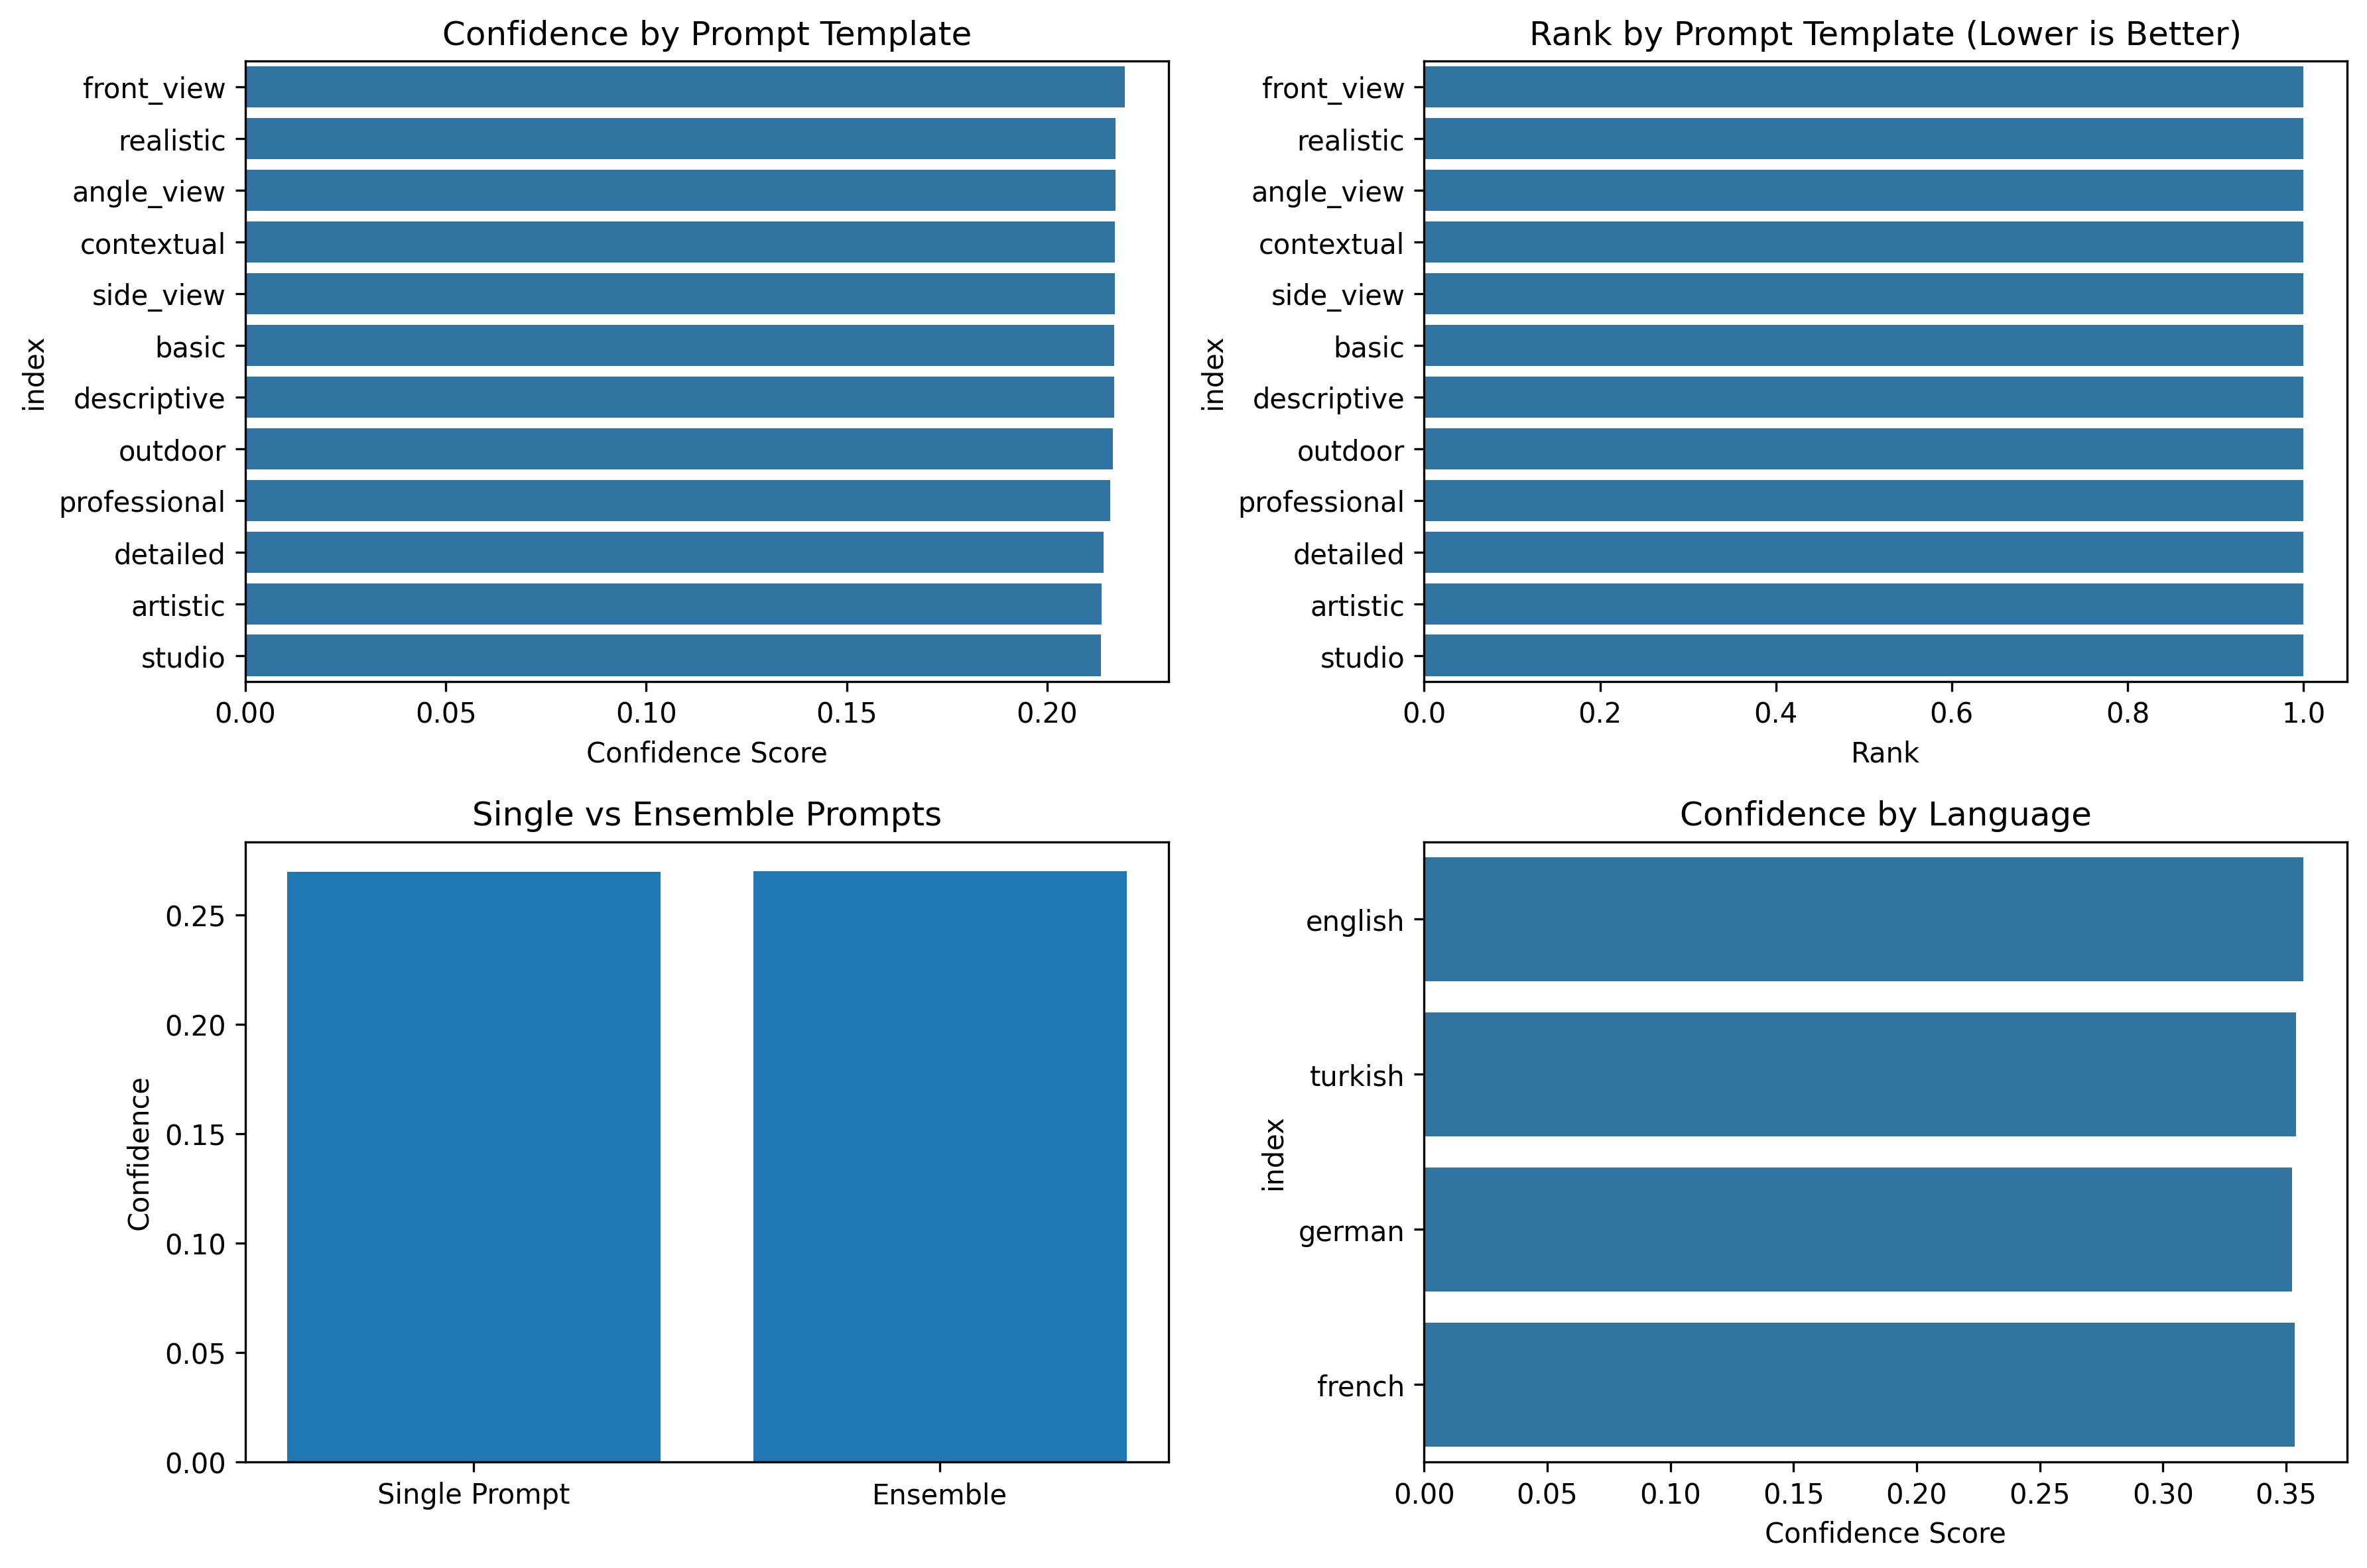 Confidence by Prompt Template
front_view
realistic
angle_view
contextual
side_view
basic
descriptive
outdoor
professional
detailed
artistic
studio
index
0.00 0.05 0.10 0.15 0.20
Confidence Score
Rank by Prompt Template (Lower is Better)
front_view
realistic
angle_view
contextual
side_view
basic
descriptive
outdoor
professional
detailed
artistic
studio
index
0.0 0.2 0.4 0.6 0.8 1.0
Rank
Single vs Ensemble Prompts
0.25
0.20
0.15
0.10
0.05
0.00
Confidence
Single Prompt Ensemble
Confidence by Language
english
turkish
german
french
index
0.00 0.05 0.10 0.15 0.20 0.25 0.30 0.35
Confidence Score